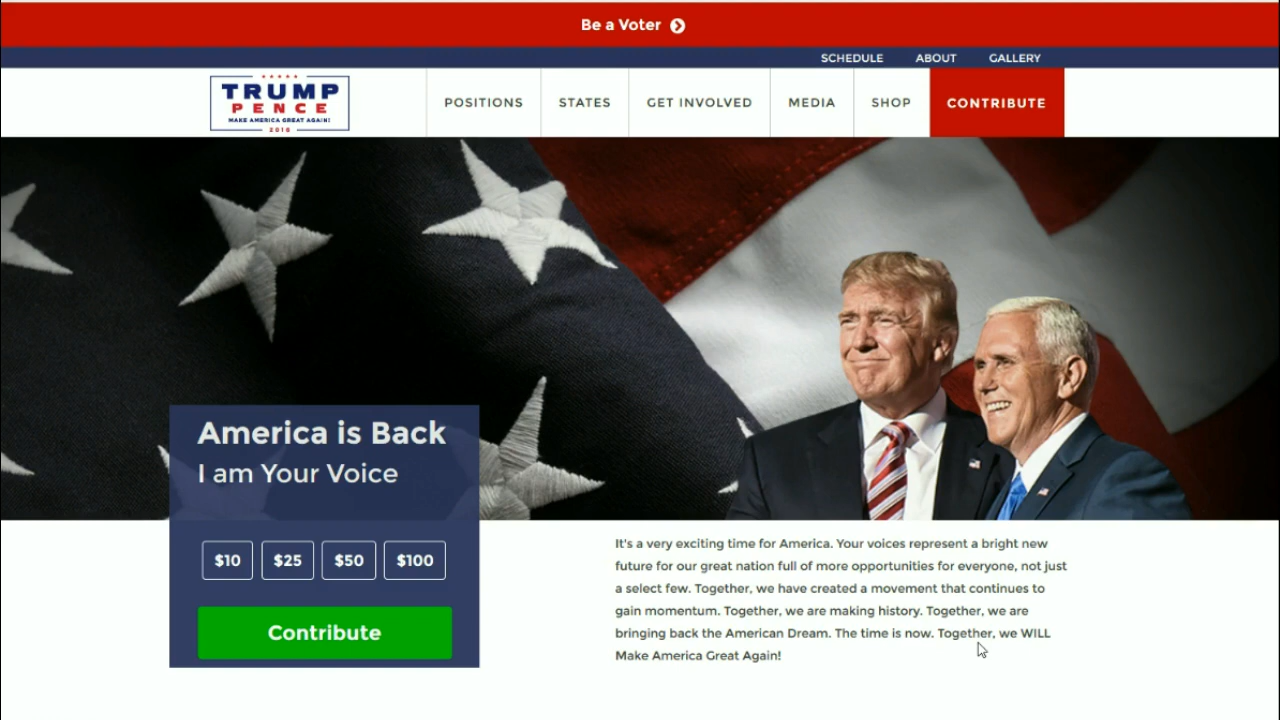 Be a Voter
SCHEDULE ABOUT GALLERY
TRUMP
PENCE
MAKE AMERICA GREAT AGAIN!
2016
POSITIONS STATES GET INVOLVED MEDIA SHOP CONTRIBUTE
America is Back
I am Your Voice
$10 $25 $50 $100
Contribute
It's a very exciting time for America. Your voices represent a bright new
future for our great nation full of more opportunities for everyone, not just
a select few. Together, we have created a movement that continues to
gain momentum. Together, we are making history. Together, we are
bringing back the American Dream. The time is now. Together, we WILL
Make America Great Again!